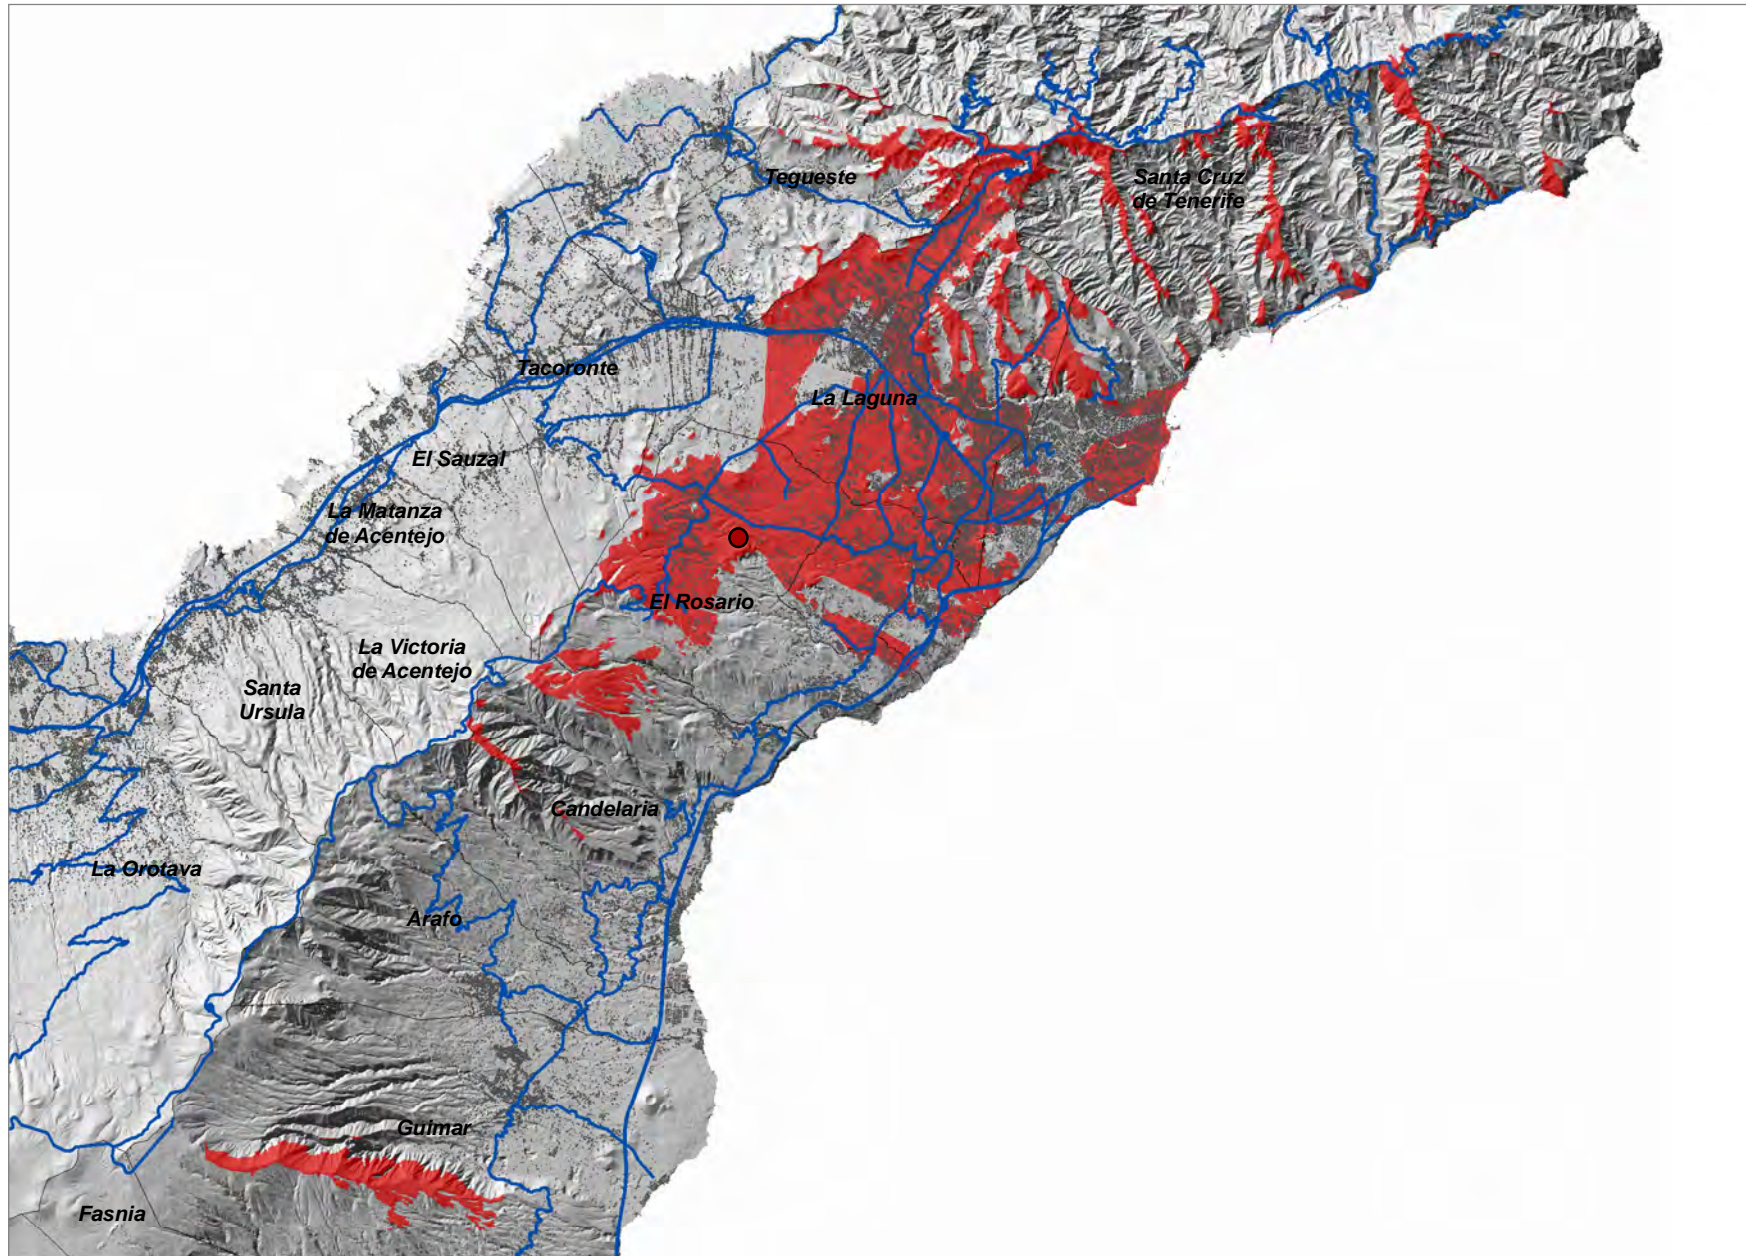 Tegueste
Santa Cruz
de Tenerife
Tacoronte
La Laguna
El Sauzal
La Matanza
de Acentejo
El Rosario
La Victoria
de Acentejo
Santa
Ursula
Candelaria
La Orotava
Arafo
Guimar
Fasnia